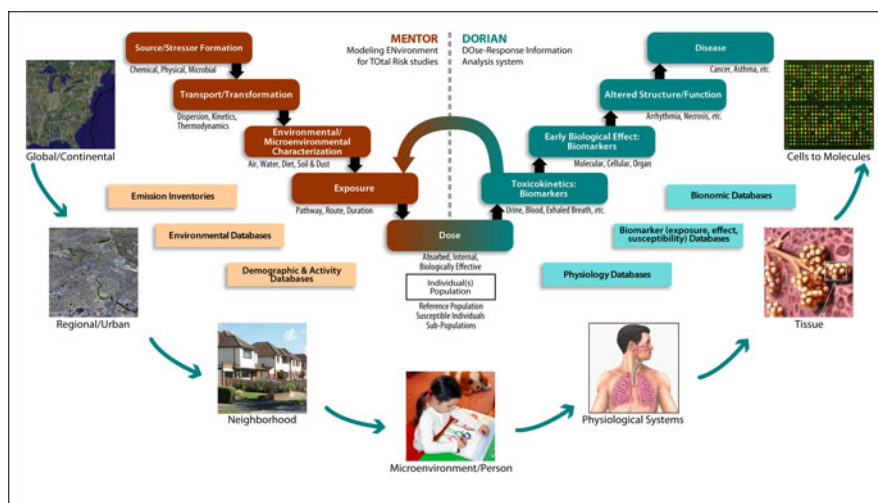 MENTOR
Modeling ENvironment
for TOtal Risk studies
DORIAN
DOse-Response Information
Analysis system
Source/Stressor Formation
Chemical, Physical, Microbial
Transport/Transformation
Dispersion, Kinetics,
Thermodynamics
Environmental/
Microenvironmental
Characterization
Air, Water, Diet, Soil & Dust
Exposure
Pathway, Route, Duration
Dose
Absorbed, Internal,
Biologically Effective
Individual(s)
Population
Reference Population
Susceptible Individuals
Sub-Populations
Toxicokinetics:
Biomarkers
Urine, Blood, Exhaled Breath, etc.
Early Biological Effect:
Biomarkers
Molecular, Cellular, Organ
Altered Structure/Function
Arrhythmia, Necrosis, etc.
Disease
Cancer, Asthma, etc.
Emission Inventories
Environmental Databases
Demographic & Activity
Databases
Bionomic Databases
Biomarker (exposure, effect,
susceptibility) Databases
Physiology Databases
Global/Continental
Regional/Urban
Neighborhood
Microenvironment/Person
Physiological Systems
Tissue
Cells to Molecules